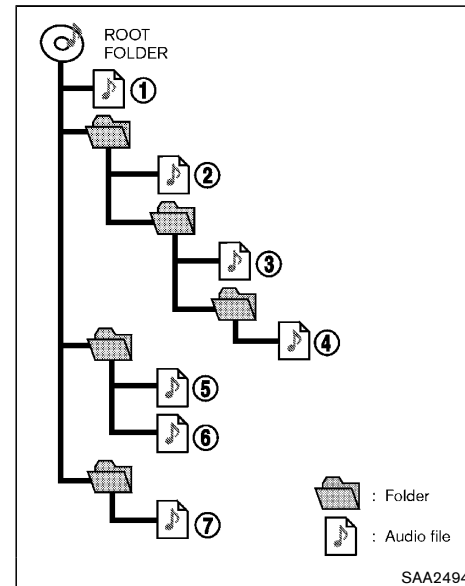 ROOT
FOLDER
①
②
③
④
⑤
⑥
⑦
: Folder
: Audio file
SAA2494